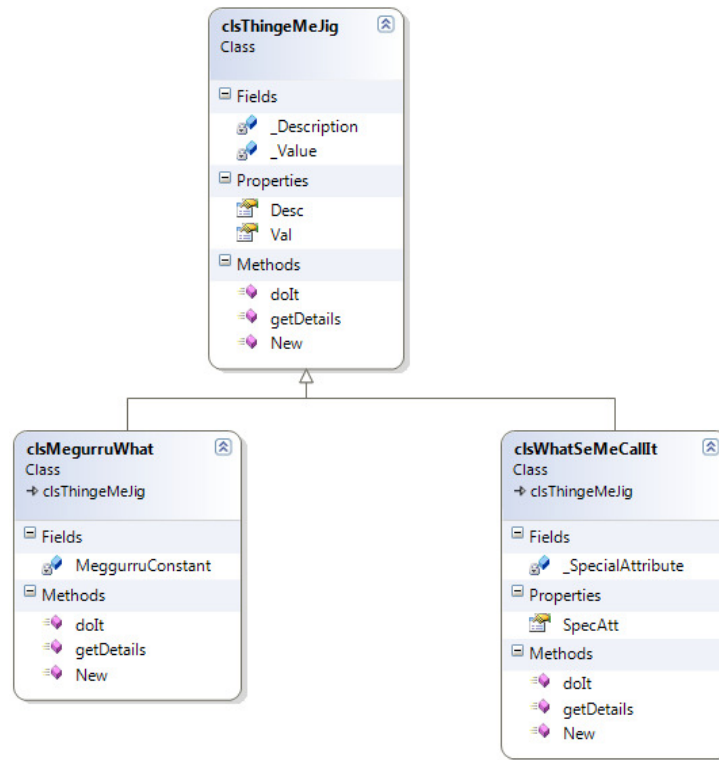 clsThingeMeJig
Class
Fields
_Description
_Value
Properties
Desc
Val
Methods
doIt
getDetails
New
clsMegurruWhat
Class
clsThingeMeJig
Fields
MeggurruConstant
Methods
doIt
getDetails
New
clsWhatSeMeCallIt
Class
clsThingeMeJig
Fields
_SpecialAttribute
Properties
SpecAtt
Methods
doIt
getDetails
New